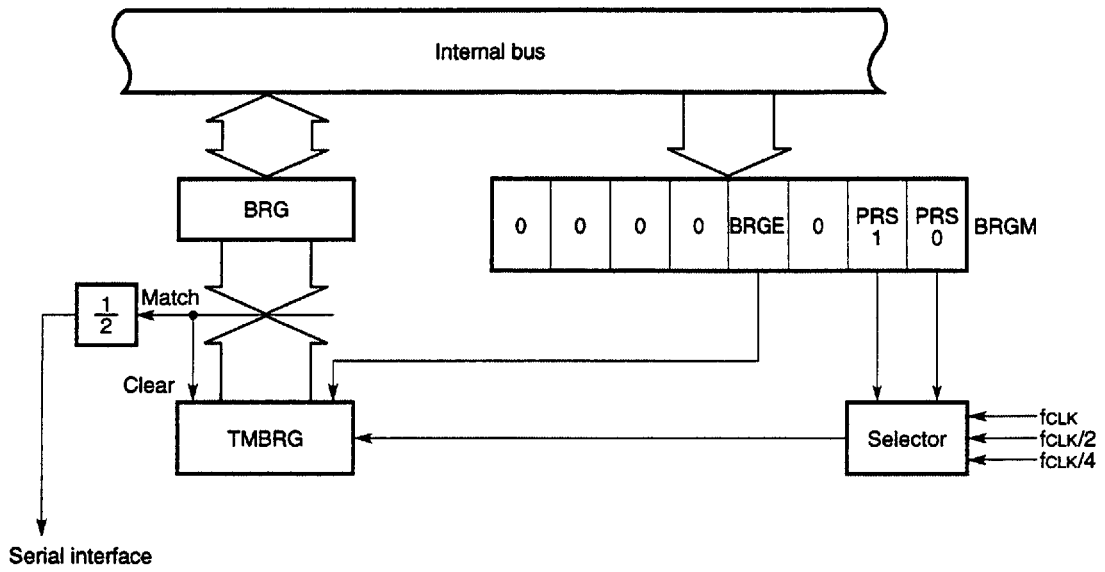 Internal bus
BRG
0 0 0 0 BRGE 0 PRS 1 PRS 0 BRGM
1/2
Match
Clear
TMBRG
Selector
fCLK
fCLK/2
fCLK/4
Serial interface